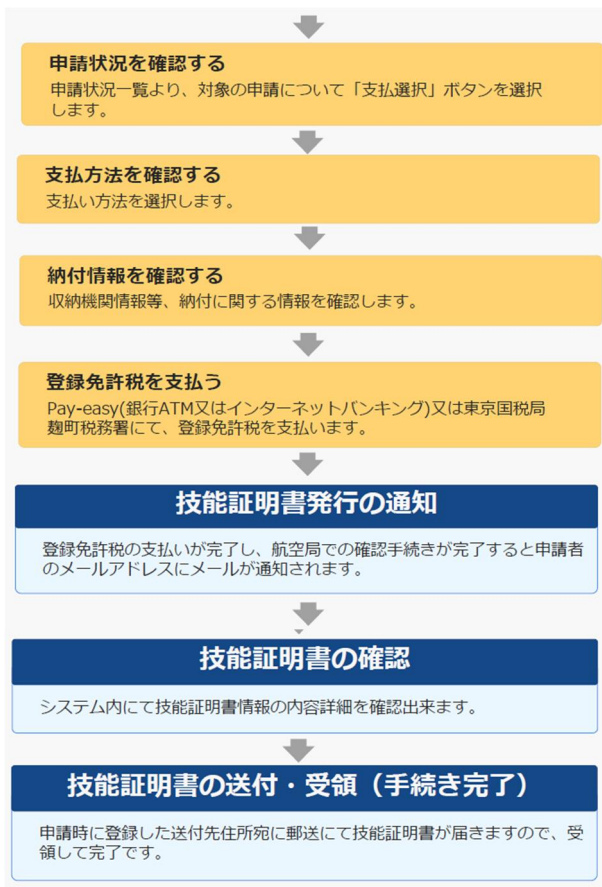 申請状況を確認する
申請状況一覧より、対象の申請について「支払選択」ボタンを選択
します。
支払方法を確認する
支払い方法を選択します。
納付情報を確認する
収納機関情報等、納付に関する情報を確認します。
登録免許税を支払う
Pay-easy(銀行ATM又はインターネットバンキング)又は東京国税局
麹町税務署にて、登録免許税を支払います。
技能証明書発行の通知
登録免許税の支払いが完了し、航空局での確認手続きが完了すると申請者
のメールアドレスにメールが通知されます。
技能証明書の確認
システム内にて技能証明書情報の内容詳細を確認出来ます。
技能証明書の送付・受領（手続き完了）
申請時に登録した送付先住所宛に郵送にて技能証明書が届きますので、受
領して完了です。